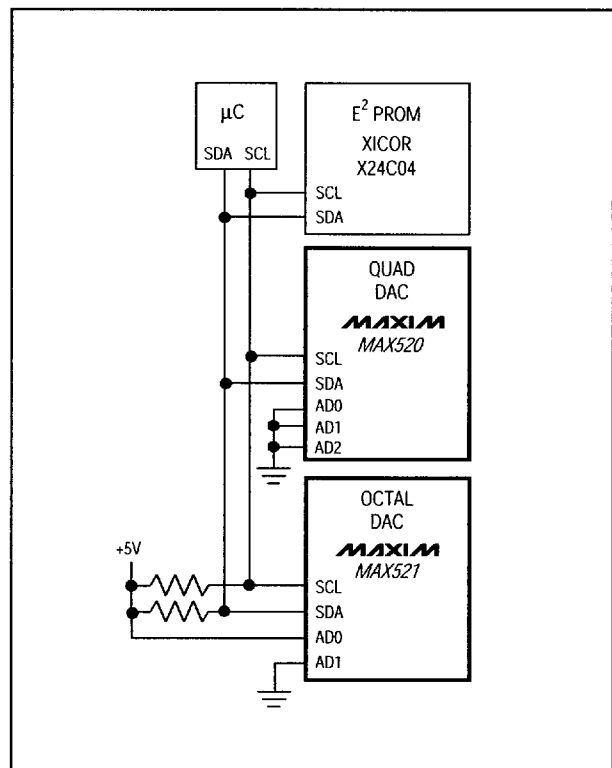 μC
SDA SCL
E² PROM
XICOR
X24C04
SCL
SDA
QUAD
DAC
MAXIM
MAX520
SCL
SDA
AD0
AD1
AD2
OCTAL
DAC
MAXIM
MAX521
+5V
SCL
SDA
AD0
AD1